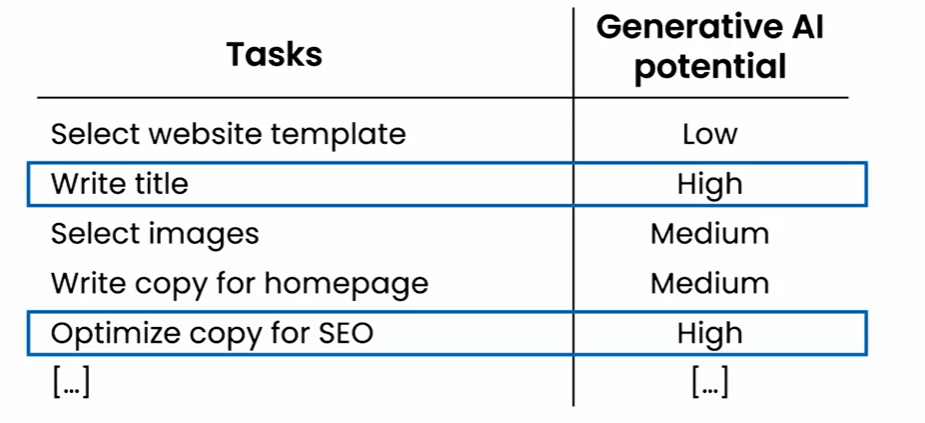 Tasks
Generative AI
potential
Select website template Low
Write title High
Select images Medium
Write copy for homepage Medium
Optimize copy for SEO High
[...] [...]